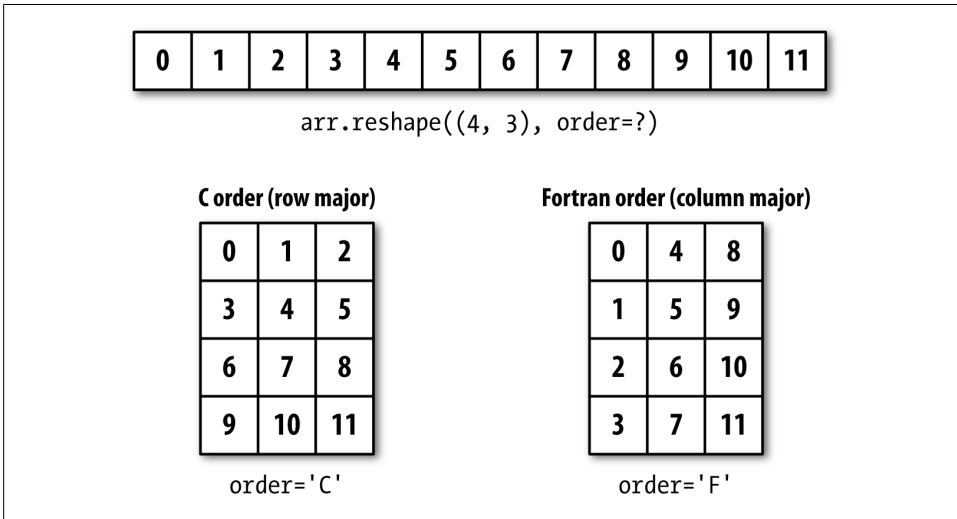 0 1 2 3 4 5 6 7 8 9 10 11
arr.reshape((4, 3), order=?)
C order (row major)
0 1 2
3 4 5
6 7 8
9 10 11
order='C'
Fortran order (column major)
0 4 8
1 5 9
2 6 10
3 7 11
order='F'